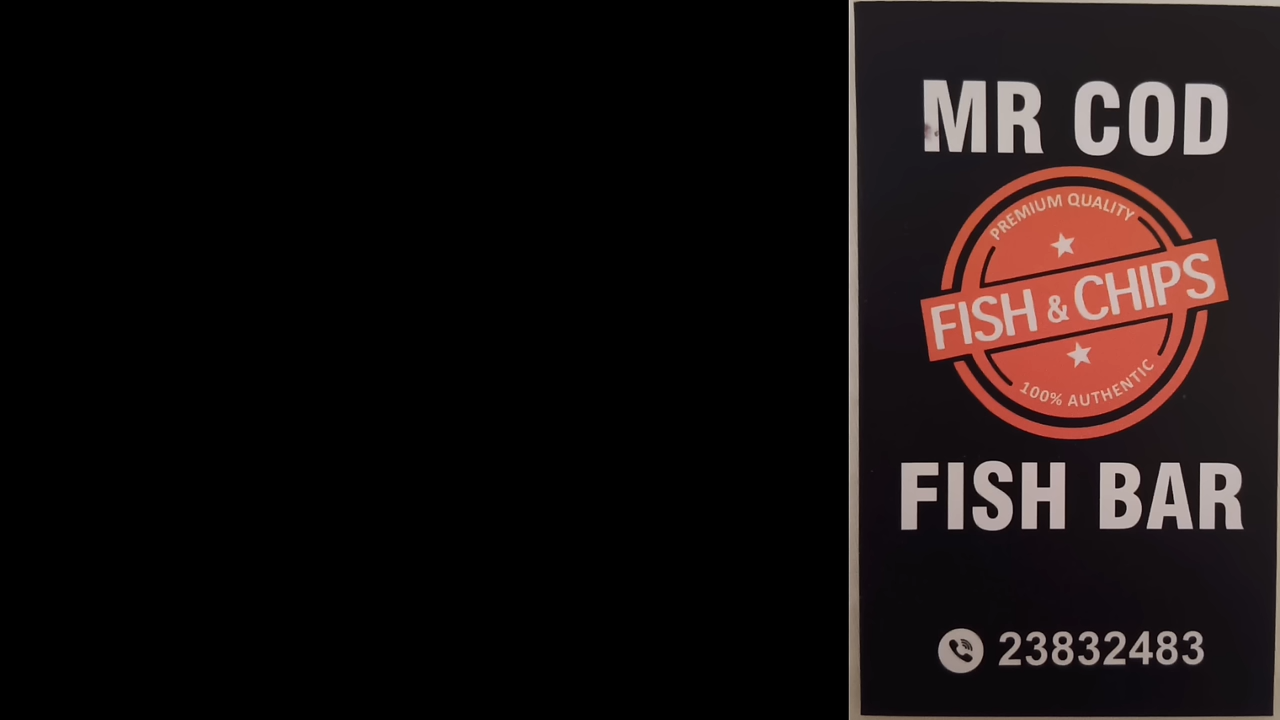 MR COD
PREMIUM QUALITY
FISH & CHIPS
100% AUTHENTIC
FISH BAR
23832483